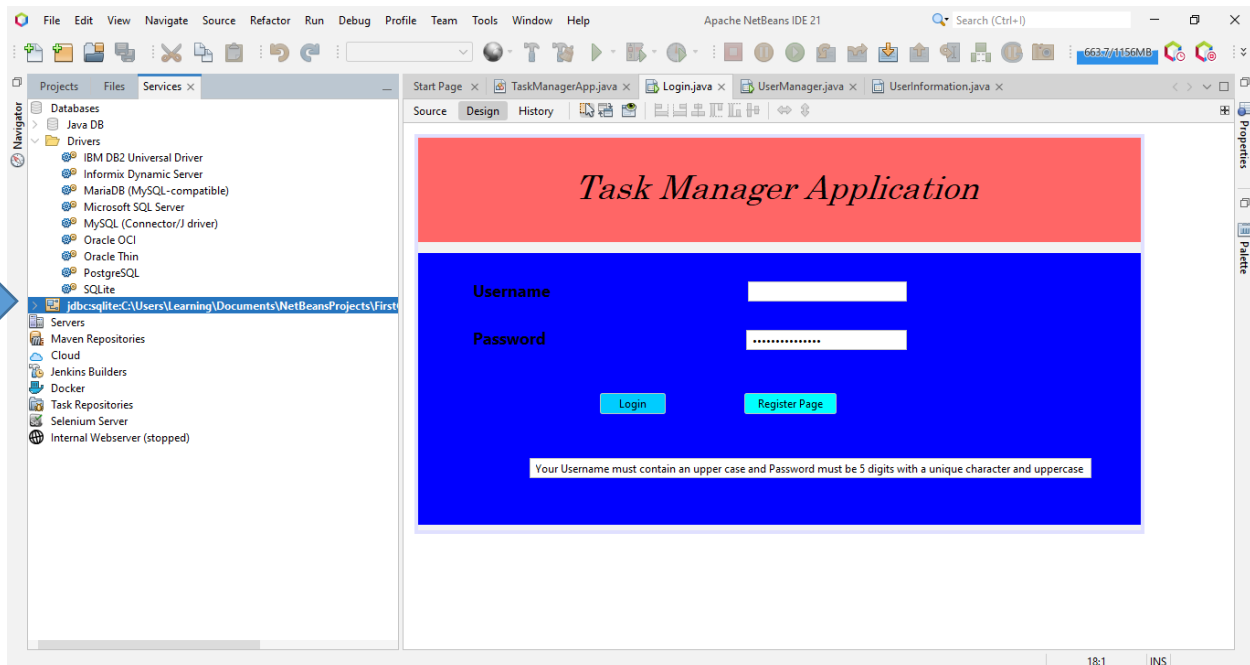 File Edit View Navigate Source Refactor Run Debug Profile Team Tools Window Help Apache NetBeans IDE 21 Search (Ctrl+I)
663.7/1156MB
Projects Files Services
Start Page TaskManagerApp.java Login.java UserManager.java UserInformation.java
Source Design History
Navigator
Databases
Java DB
Drivers
IBM DB2 Universal Driver
Informix Dynamic Server
MariaDB (MySQL-compatible)
Microsoft SQL Server
MySQL (Connector/J driver)
Oracle OCI
Oracle Thin
PostgreSQL
SQLite
jdbc:sqlite:C:\Users\Learning\Documents\NetBeansProjects\First
Servers
Maven Repositories
Cloud
Jenkins Builders
Docker
Task Repositories
Selenium Server
Internal Webserver (stopped)
Task Manager Application
Username
Password
Login Register Page
Your Username must contain an upper case and Password must be 5 digits with a unique character and uppercase
Properties
Palette
18:1 INS